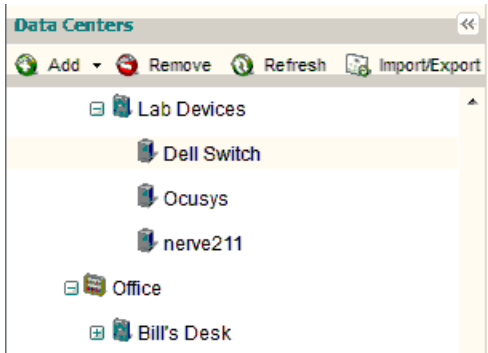 Data Centers
Add Remove Refresh Import/Export
Lab Devices
Dell Switch
Ocusys
nerve211
Office
Bill's Desk